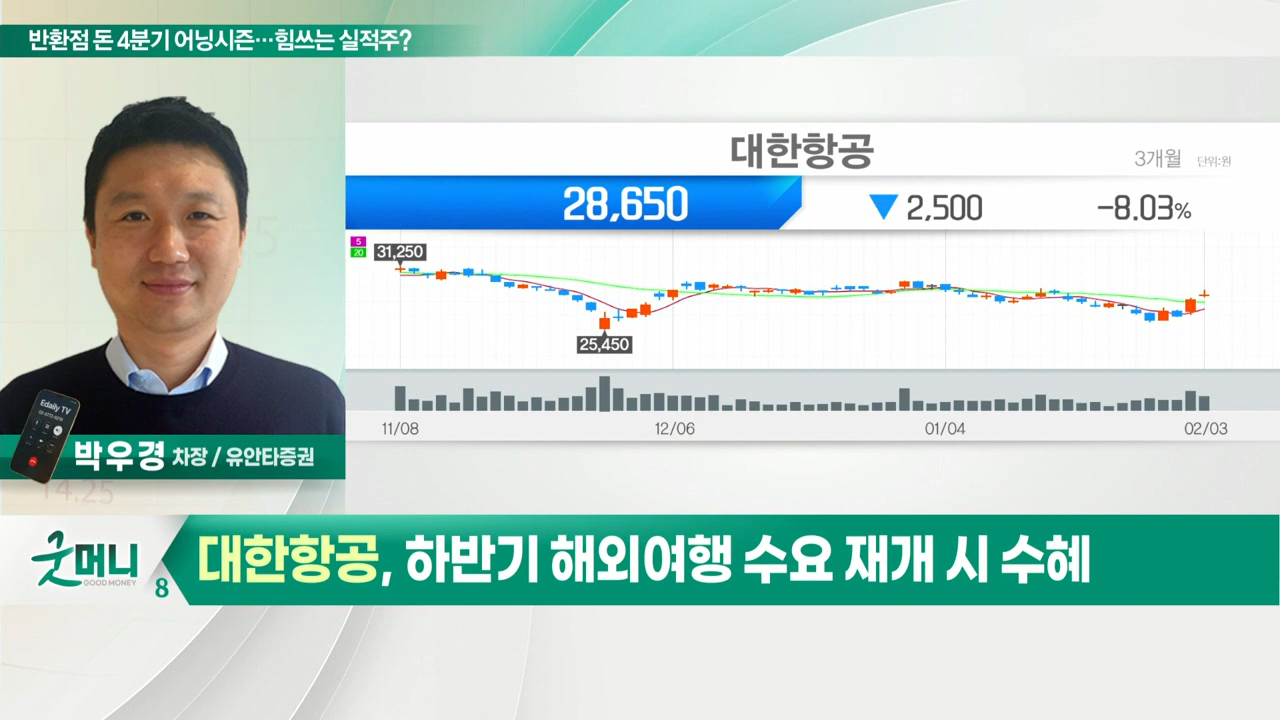 반환점 돈 4분기 어닝시즌…힘쓰는 실적주?
대한항공
3개월 단위:원
28,650 ▼ 2,500 -8.03%
5
20
31,250
25,450
11/08 12/06 01/04 02/03
Edaily TV
박우경 차장 / 유안타증권
14.25
굿머니
GOOD MONEY
8
대한항공, 하반기 해외여행 수요 재개 시 수혜